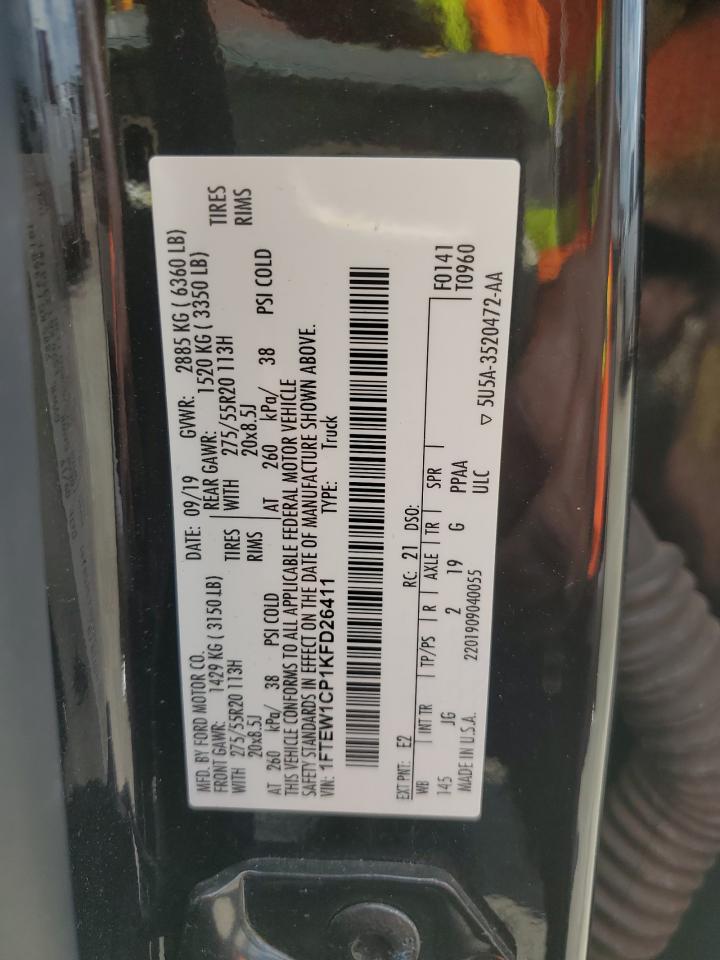 MFD. BY FORD MOTOR CO.
DATE: 09/19 GVWR: 2885 KG ( 6360 LB)
FRONT GAWR: 1429 KG ( 3150 LB) REAR GAWR: 1520 KG ( 3350 LB)
WITH 275/55R20 113H TIRES WITH 275/55R20 113H TIRES
20x8.5J RIMS 20x8.5J RIMS
AT 260 kPa/ 38 PSI COLD AT 260 kPa/ 38 PSI COLD
THIS VEHICLE CONFORMS TO ALL APPLICABLE FEDERAL MOTOR VEHICLE
SAFETY STANDARDS IN EFFECT ON THE DATE OF MANUFACTURE SHOWN ABOVE.
VIN: 1FTEW1CP1KFD26411 TYPE: Truck
EXT PNT: E2 RC: 21 DSO: F0141
WB INT TR TP/PS R AXLE TR SPR T0960
145 JG 2 19 G PPAA
MADE IN U.S.A. 2201909040055 ULC ▽ 5U5A-3520472-AA